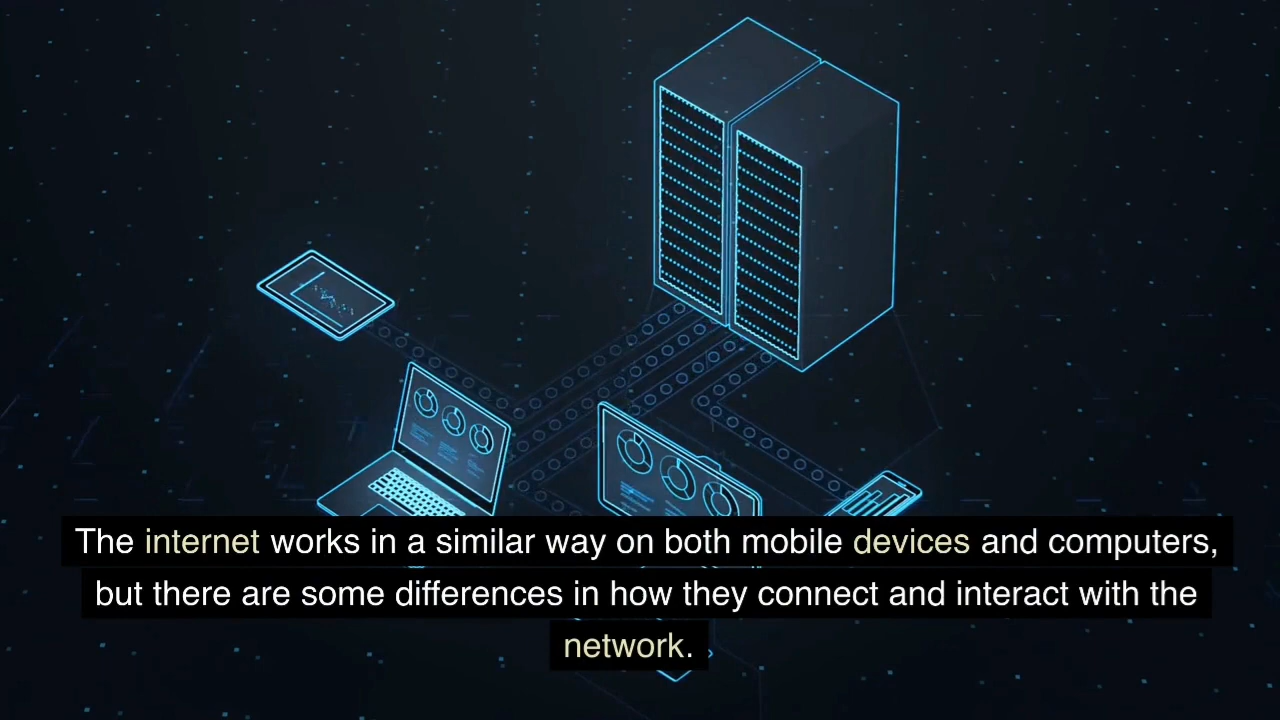 The internet works in a similar way on both mobile devices and computers,
but there are some differences in how they connect and interact with the
network.